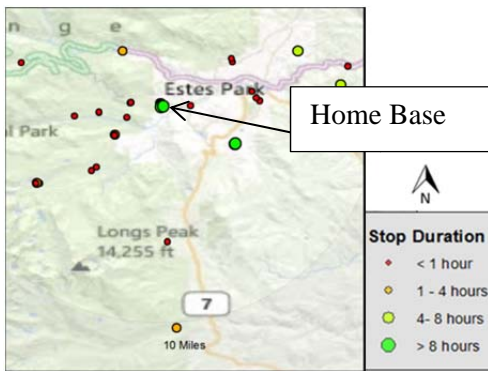 n g e
Estes Park
Home Base
l Park
N
Longs Peak
14,255 ft
7
10 Miles
Stop Duration
< 1 hour
1 - 4 hours
4- 8 hours
> 8 hours